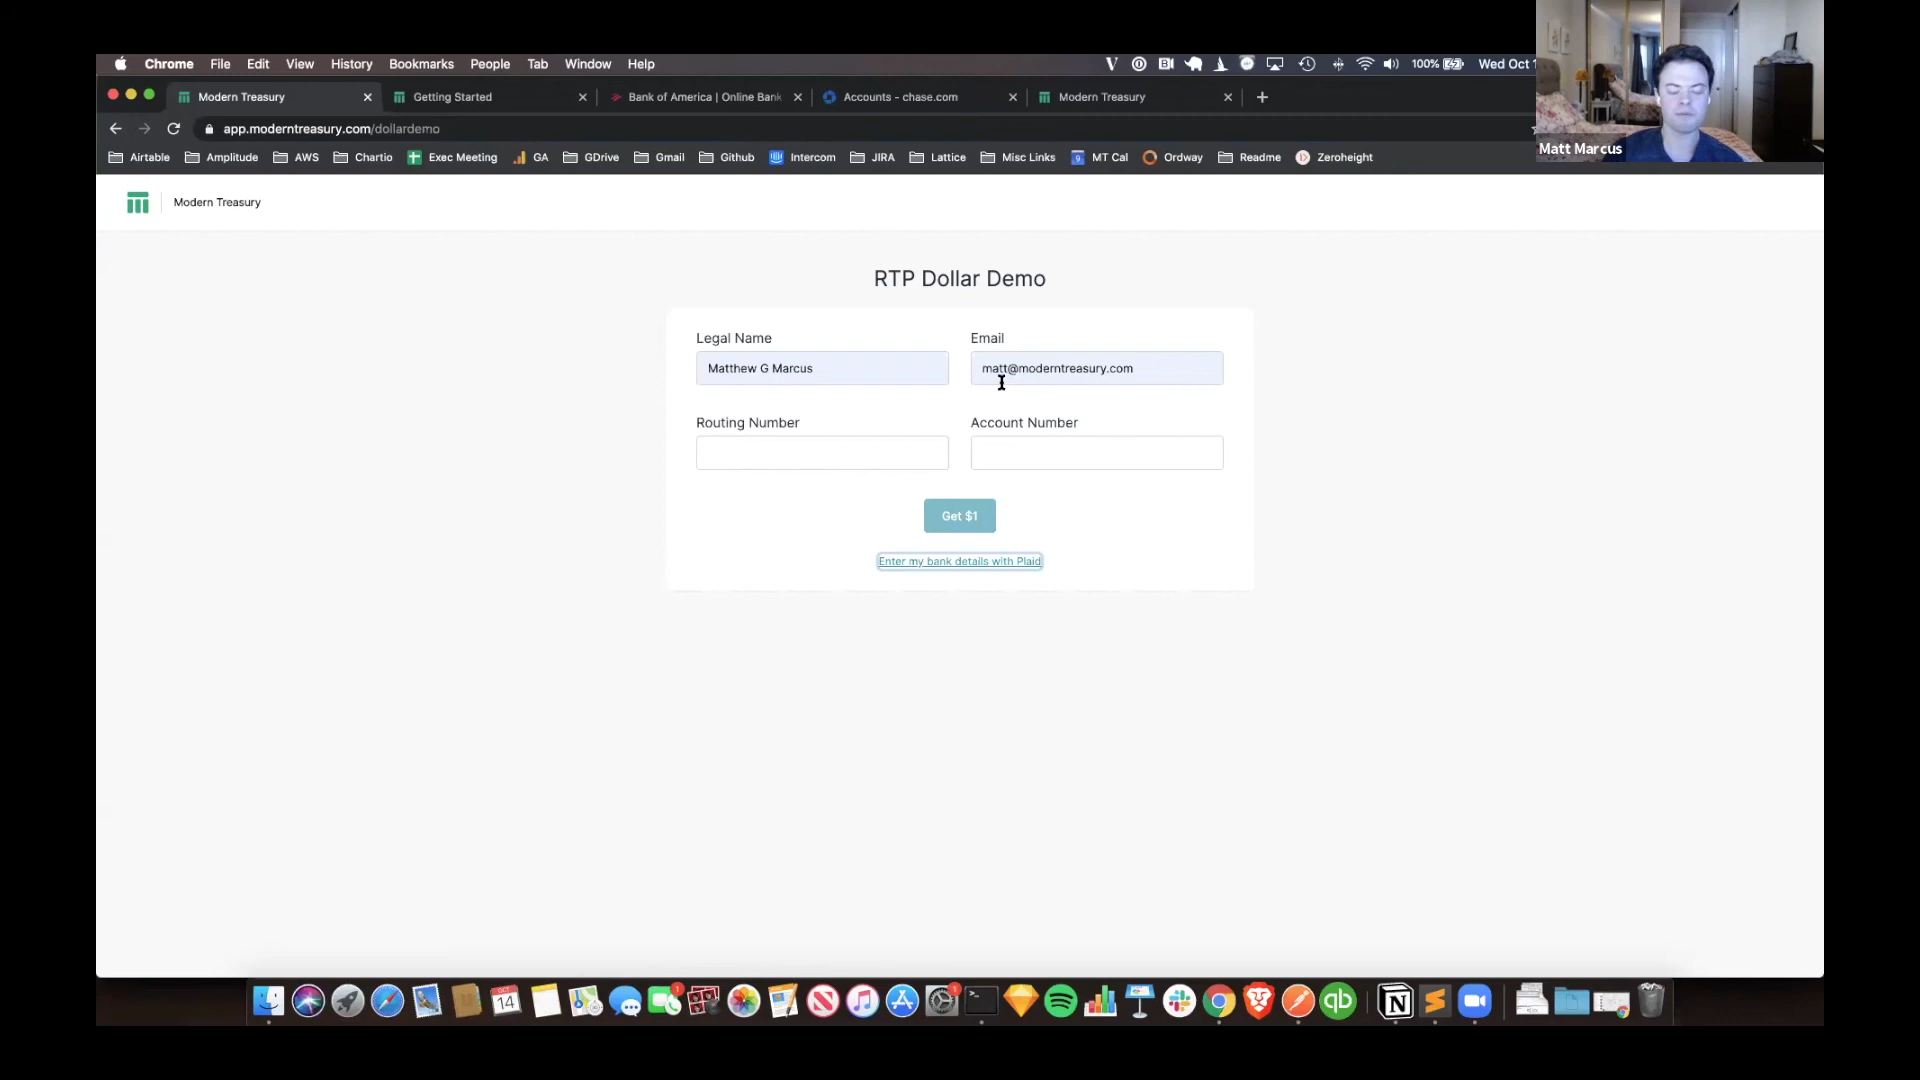 Chrome File Edit View History Bookmarks People Tab Window Help 100% Wed Oct 1
Modern Treasury Getting Started Bank of America | Online Bank Accounts - chase.com Modern Treasury
app.moderntreasury.com/dollardemo
Airtable Amplitude AWS Chartio Exec Meeting GA GDrive Gmail Github Intercom JIRA Lattice Misc Links MT Cal Ordway Readme Zeroheight
Matt Marcus
Modern Treasury
RTP Dollar Demo
Legal Name Email
Matthew G Marcus matt@moderntreasury.com
Routing Number Account Number
Get $1
Enter my bank details with Plaid
OCT
14